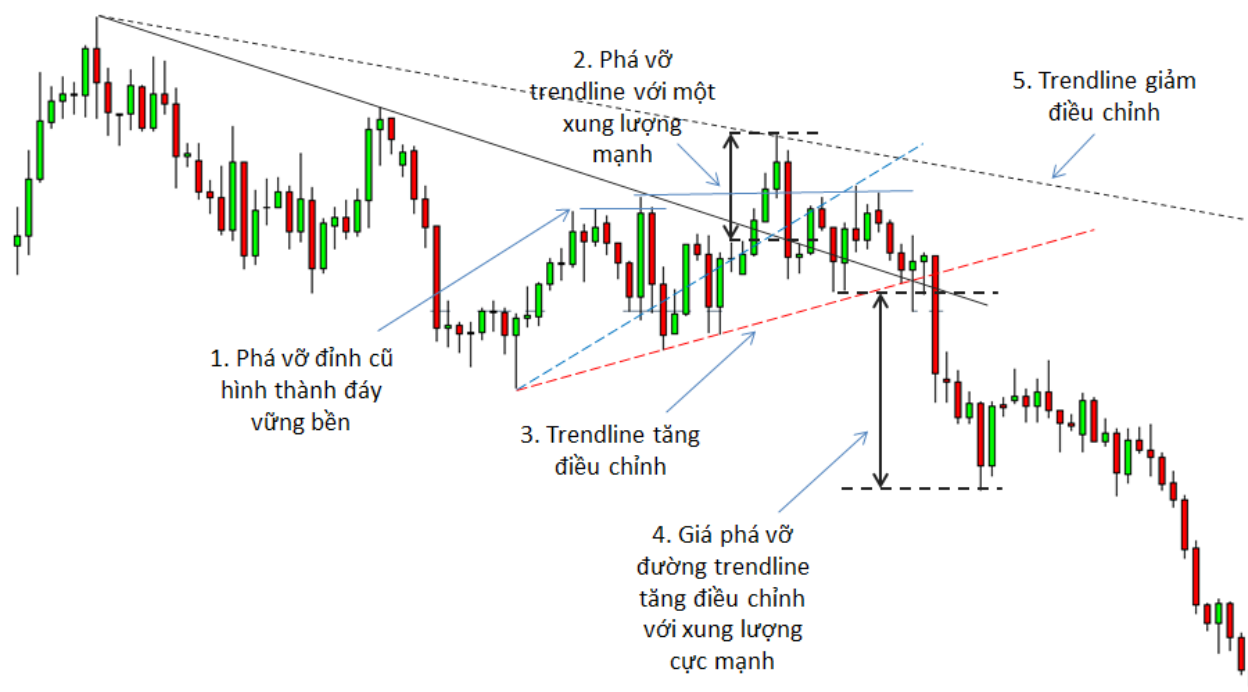 2. Phá vỡ
trendline với một
xung lượng
mạnh
5. Trendline giảm
điều chỉnh
1. Phá vỡ đỉnh cũ
hình thành đáy
vững bền
3. Trendline tăng
điều chỉnh
4. Giá phá vỡ
đường trendline
tăng điều chỉnh
với xung lượng
cực mạnh